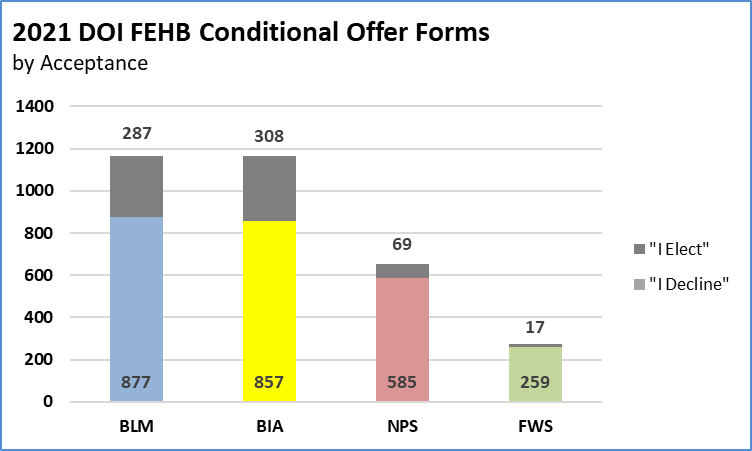 2021 DOI FEHB Conditional Offer Forms
by Acceptance
1400
1200
1000
800
600
400
200
0
287
308
69
17
877
857
585
259
BLM
BIA
NPS
FWS
"I Elect"
"I Decline"